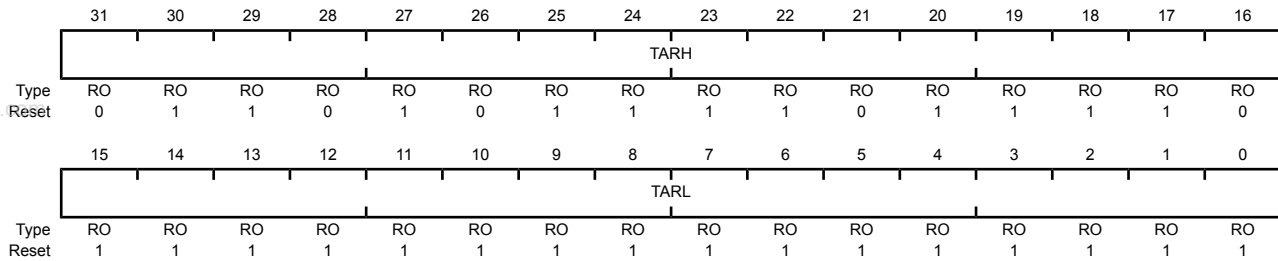 31 30 29 28 27 26 25 24 23 22 21 20 19 18 17 16
TARH
Type RO RO RO RO RO RO RO RO RO RO RO RO RO RO RO RO
Reset 0 1 1 0 1 0 1 1 1 1 0 1 1 1 1 0
15 14 13 12 11 10 9 8 7 6 5 4 3 2 1 0
TARL
Type RO RO RO RO RO RO RO RO RO RO RO RO RO RO RO RO
Reset 1 1 1 1 1 1 1 1 1 1 1 1 1 1 1 1